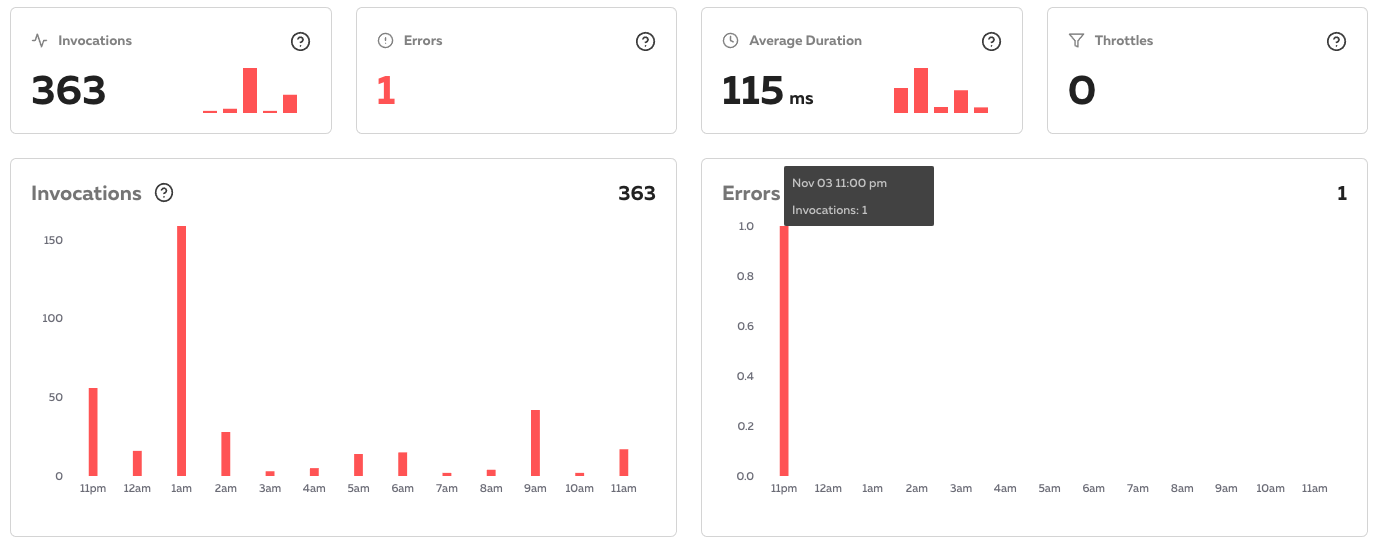 Invocations
363
Errors
1
Average Duration
115 ms
Throttles
0
Invocations
363
150
100
50
0
11pm 12am 1am 2am 3am 4am 5am 6am 7am 8am 9am 10am 11am
Errors
1
Nov 03 11:00 pm
Invocations: 1
1.0
0.8
0.6
0.4
0.2
0.0
11pm 12am 1am 2am 3am 4am 5am 6am 7am 8am 9am 10am 11am